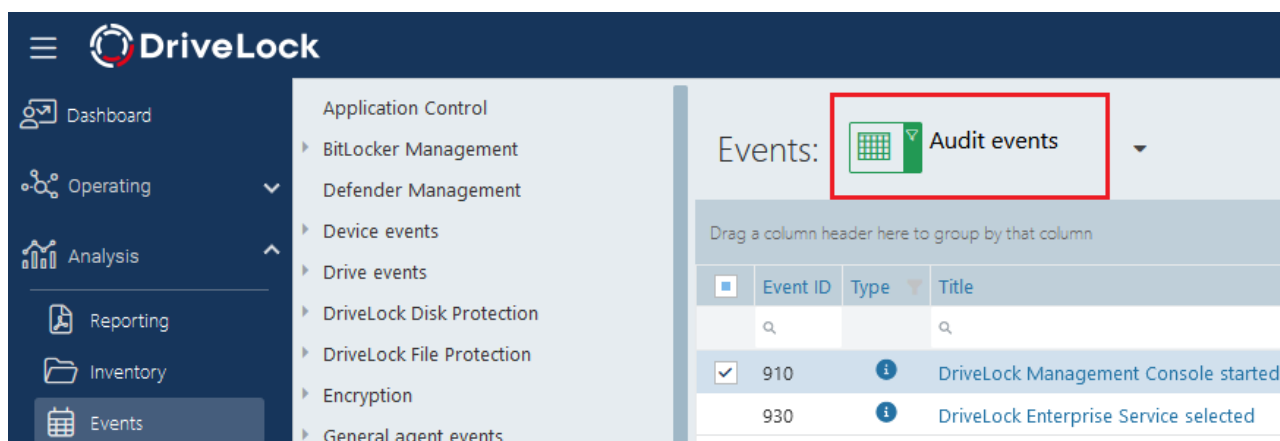 DriveLock
Dashboard
Operating
Analysis
Reporting
Inventory
Events
Application Control
BitLocker Management
Defender Management
Device events
Drive events
DriveLock Disk Protection
DriveLock File Protection
Encryption
General agent events
Events:
Audit events
Drag a column header here to group by that column
Event ID Type Title
910 DriveLock Management Console started
930 DriveLock Enterprise Service selected